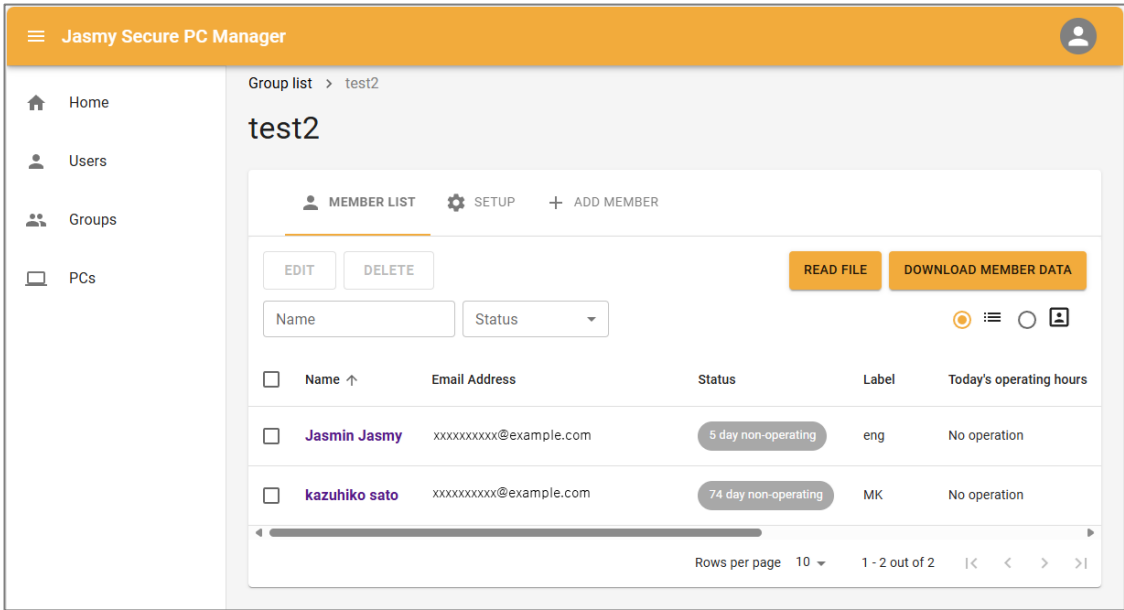 Jasmy Secure PC Manager
Home
Users
Groups
PCs
Group list > test2
test2
MEMBER LIST SETUP + ADD MEMBER
EDIT DELETE READ FILE DOWNLOAD MEMBER DATA
Name Status
Name ↑ Email Address Status Label Today's operating hours
Jasmin Jasmy xxxxxxxxxx@example.com 5 day non-operating eng No operation
kazuhiko sato xxxxxxxxxx@example.com 74 day non-operating MK No operation
Rows per page 10 1 - 2 out of 2